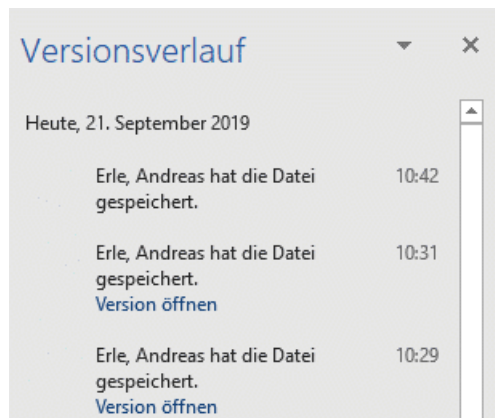 Versionsverlauf
Heute, 21. September 2019
Erle, Andreas hat die Datei 10:42
gespeichert.
Erle, Andreas hat die Datei 10:31
gespeichert.
Version öffnen
Erle, Andreas hat die Datei 10:29
gespeichert.
Version öffnen